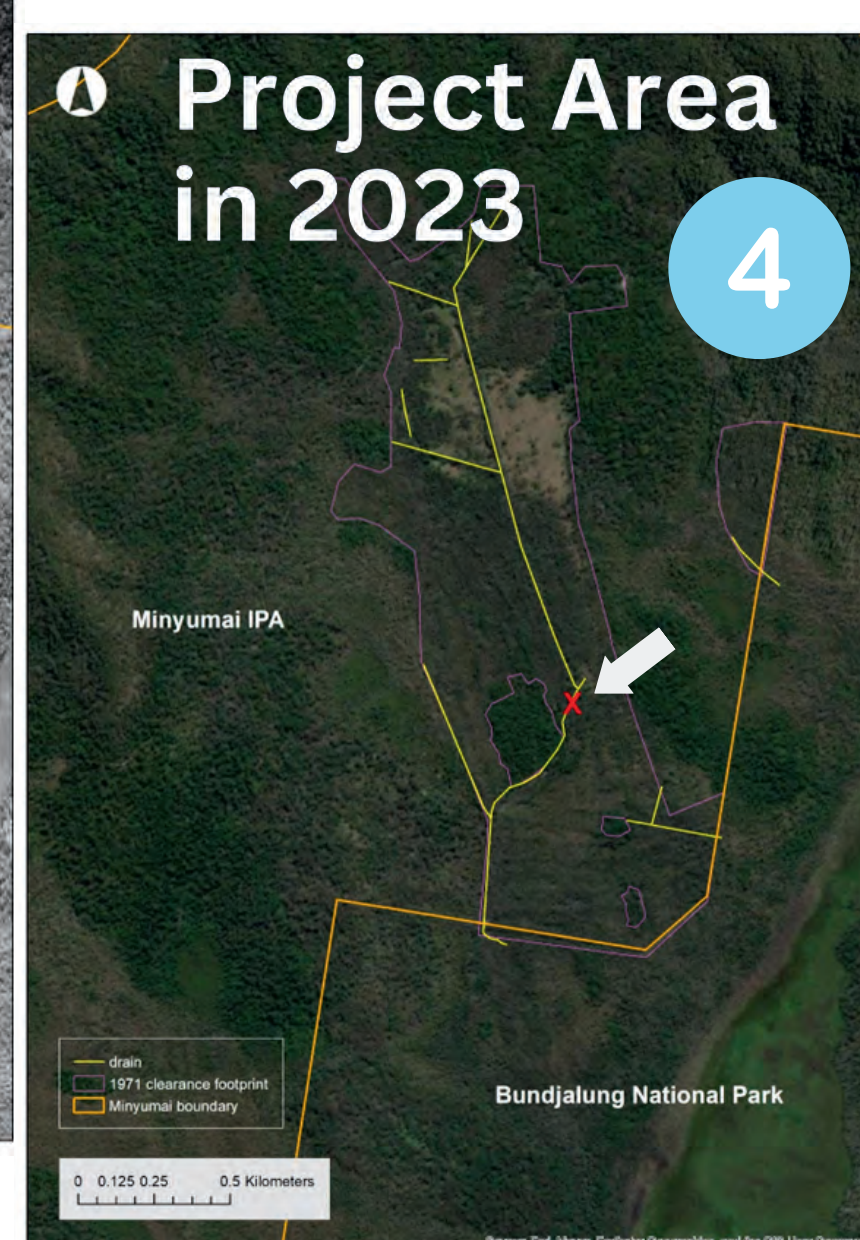 Project Area
in 2023
4
Minyumai IPA
X
Bundjalung National Park
drain
1971 clearance footprint
Minyumai boundary
0 0.125 0.25 0.5 Kilometers